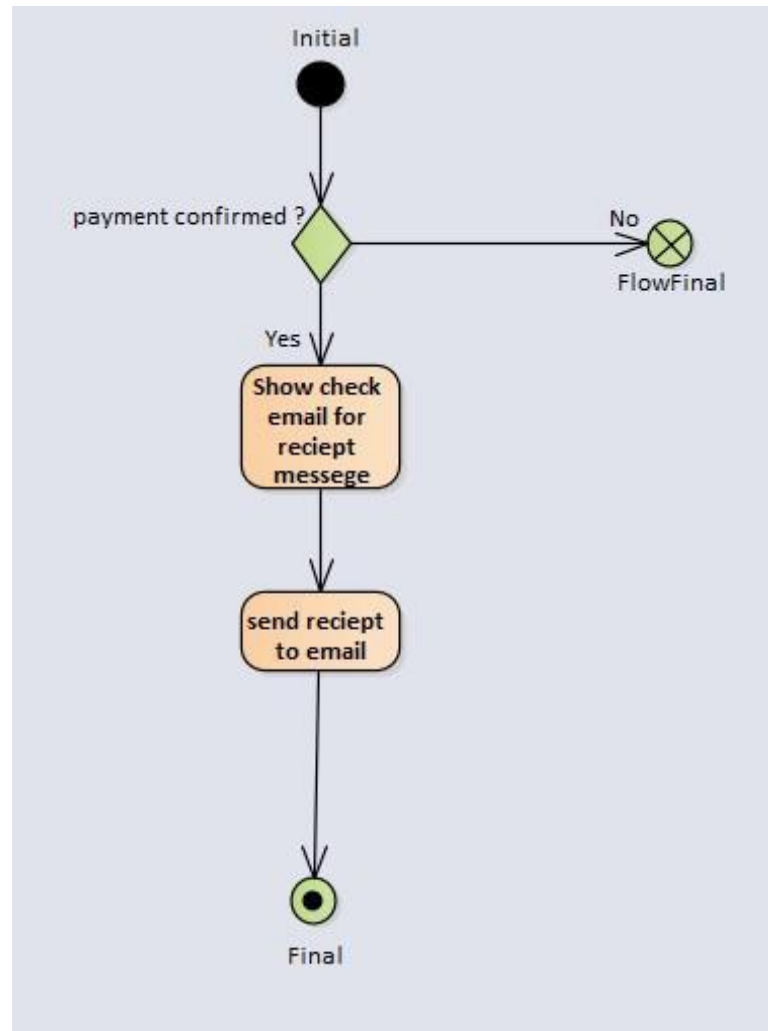 Initial
payment confirmed ?
No
FlowFinal
Yes
Show check
email for
reciept
messege
send reciept
to email
Final